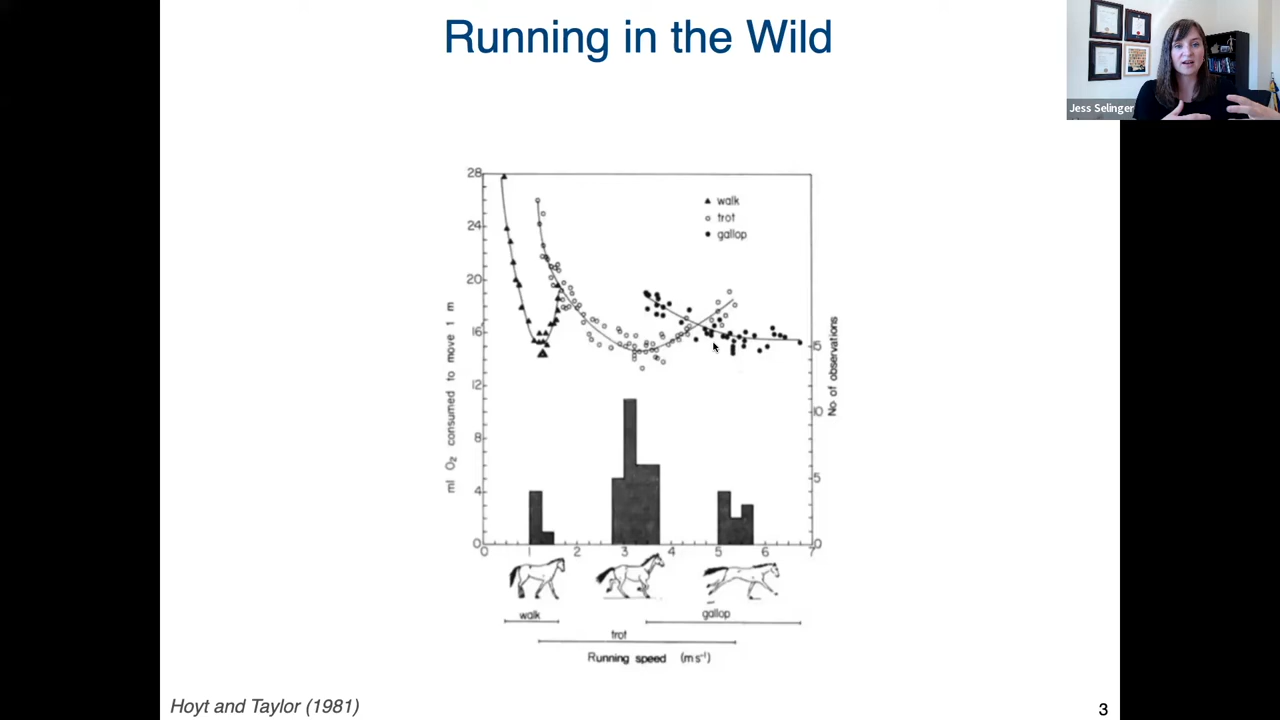 Running in the Wild
Jess Selinger
28
24
20
16
12
8
4
0
ml O₂ consumed to move 1 m
walk
trot
gallop
15
10
5
0
No of observations
0 1 2 3 4 5 6 7
walk
gallop
trot
Running speed (m s⁻¹)
Hoyt and Taylor (1981)
3